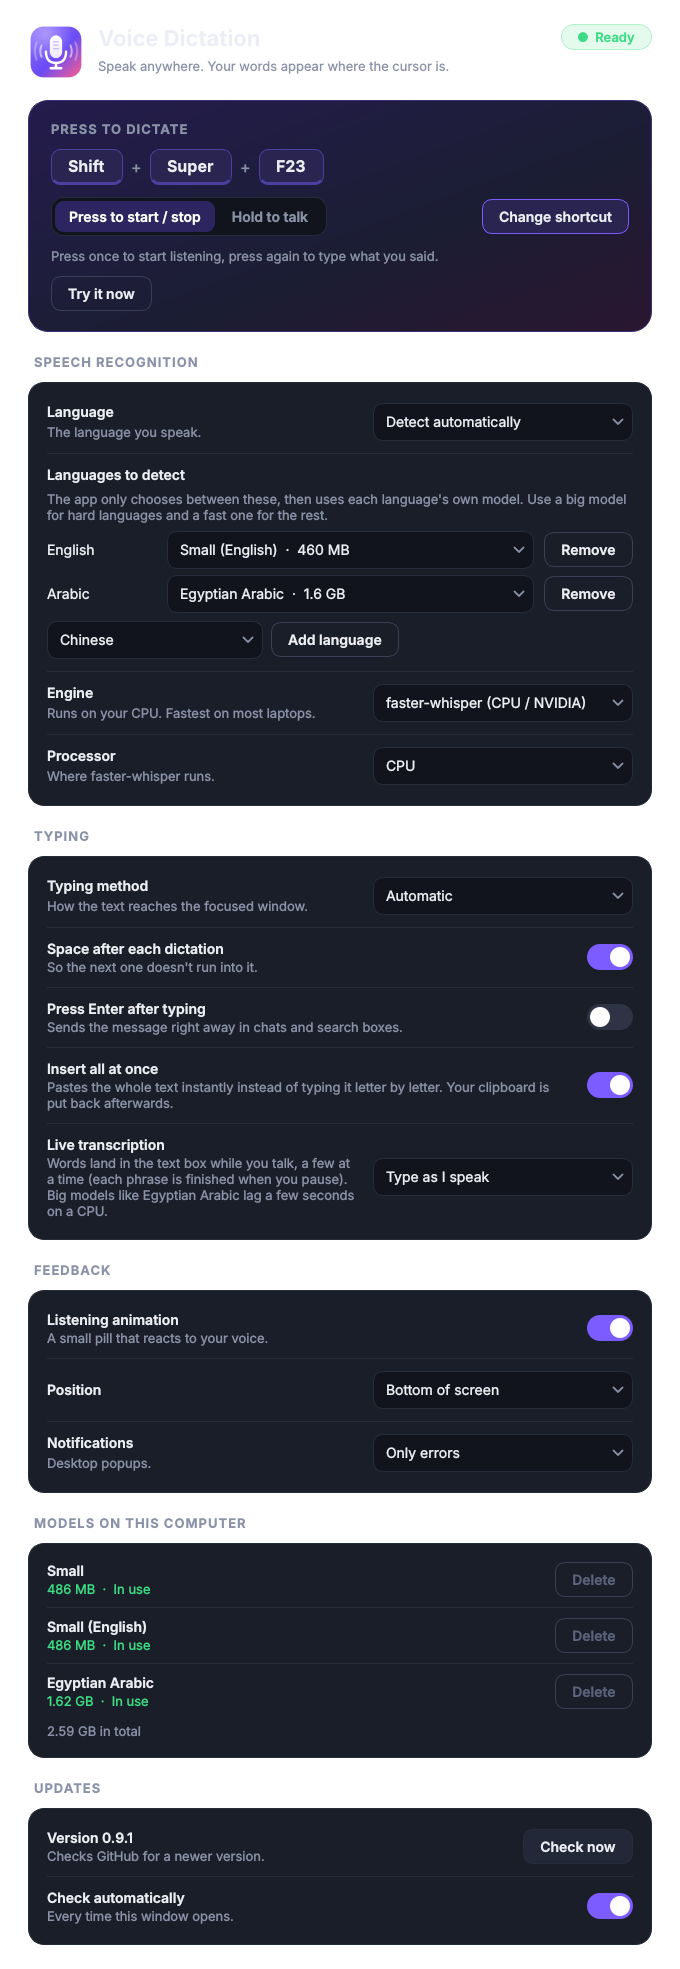 Voice Dictation
Ready
Speak anywhere. Your words appear where the cursor is.
PRESS TO DICTATE
Shift + Super + F23
Press to start / stop Hold to talk Change shortcut
Press once to start listening, press again to type what you said.
Try it now
SPEECH RECOGNITION
Language
The language you speak.
Detect automatically
Languages to detect
The app only chooses between these, then uses each language's own model. Use a big model
for hard languages and a fast one for the rest.
English Small (English) · 460 MB Remove
Arabic Egyptian Arabic · 1.6 GB Remove
Chinese Add language
Engine
Runs on your CPU. Fastest on most laptops.
faster-whisper (CPU / NVIDIA)
Processor
Where faster-whisper runs.
CPU
TYPING
Typing method
How the text reaches the focused window.
Automatic
Space after each dictation
So the next one doesn't run into it.
Press Enter after typing
Sends the message right away in chats and search boxes.
Insert all at once
Pastes the whole text instantly instead of typing it letter by letter. Your clipboard is
put back afterwards.
Live transcription
Words land in the text box while you talk, a few at
a time (each phrase is finished when you pause).
Big models like Egyptian Arabic lag a few seconds
on a CPU.
Type as I speak
FEEDBACK
Listening animation
A small pill that reacts to your voice.
Position
Bottom of screen
Notifications
Desktop popups.
Only errors
MODELS ON THIS COMPUTER
Small
486 MB · In use
Delete
Small (English)
486 MB · In use
Delete
Egyptian Arabic
1.62 GB · In use
Delete
2.59 GB in total
UPDATES
Version 0.9.1
Checks GitHub for a newer version.
Check now
Check automatically
Every time this window opens.